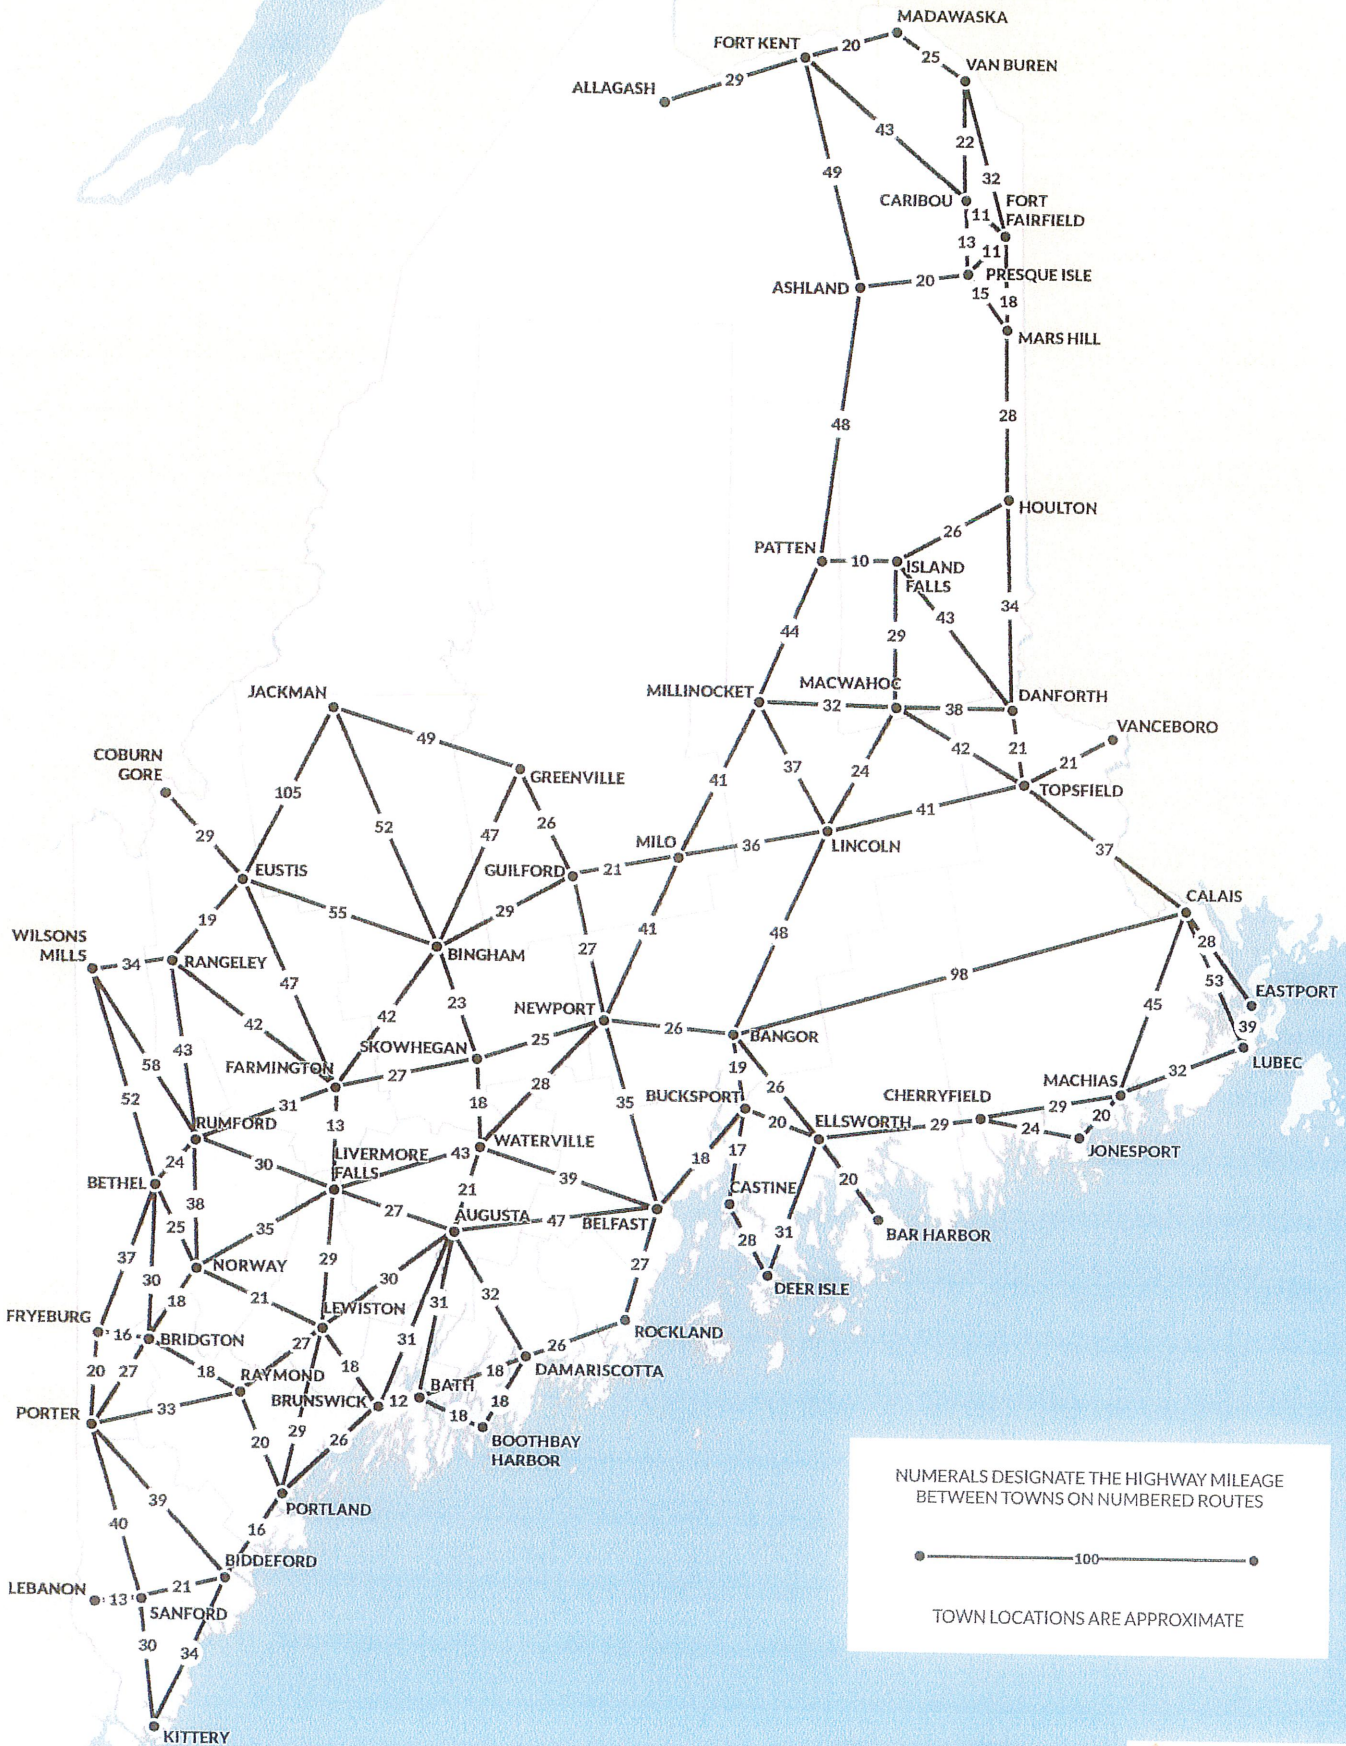 MADAWASKA
FORT KENT
20
25
VAN BUREN
29
ALLAGASH
43
22
49
32
CARIBOU
FORT
FAIRFIELD
11
13
11
PRESQUE ISLE
ASHLAND
20
15
18
MARS HILL
28
48
HOULTON
26
PATTEN
10
ISLAND
FALLS
43
34
44
29
MACWAHOC
JACKMAN
MILLINOCKET
32
38
DANFORTH
VANCEBORO
49
42
21
21
COBURN
GORE
GREENVILLE
41
37
24
TOPSFIELD
105
52
29
47
26
41
MILO
36
LINCOLN
37
EUSTIS
GUILFORD
21
CALAIS
19
55
29
WILSONS
MILLS
34
RANGELEY
BINGHAM
41
48
28
27
98
53
47
EASTPORT
23
NEWPORT
45
42
42
26
BANGOR
39
43
SKOWHEGAN
25
LUBEC
58
FARMINGTON
27
28
19
26
MACHIAS
32
52
31
18
35
BUCKSPORT
CHERRYFIELD
29
20
RUMFORD
13
ELLSWORTH
29
24
20
WATERVILLE
JONESPORT
24
30
LIVERMORE
FALLS
43
39
18
17
BETHEL
20
38
21
CASTINE
25
35
27
AUGUSTA
47
BELFAST
BAR HARBOR
28
31
37
NORWAY
29
27
30
30
DEER ISLE
18
21
31
32
LEWISTON
FRYEBURG
16
BRIDGTON
31
ROCKLAND
27
26
20
27
18
RAYMOND
18
DAMARISCOTTA
18
BRUNSWICK
12
BATH
18
PORTER
33
18
29
26
BOOTHBAY
HARBOR
20
NUMERALS DESIGNATE THE HIGHWAY MILEAGE
BETWEEN TOWNS ON NUMBERED ROUTES
39
PORTLAND
40
16
100
BIDDEFORD
LEBANON
13
21
SANFORD
TOWN LOCATIONS ARE APPROXIMATE
30
34
KITTERY